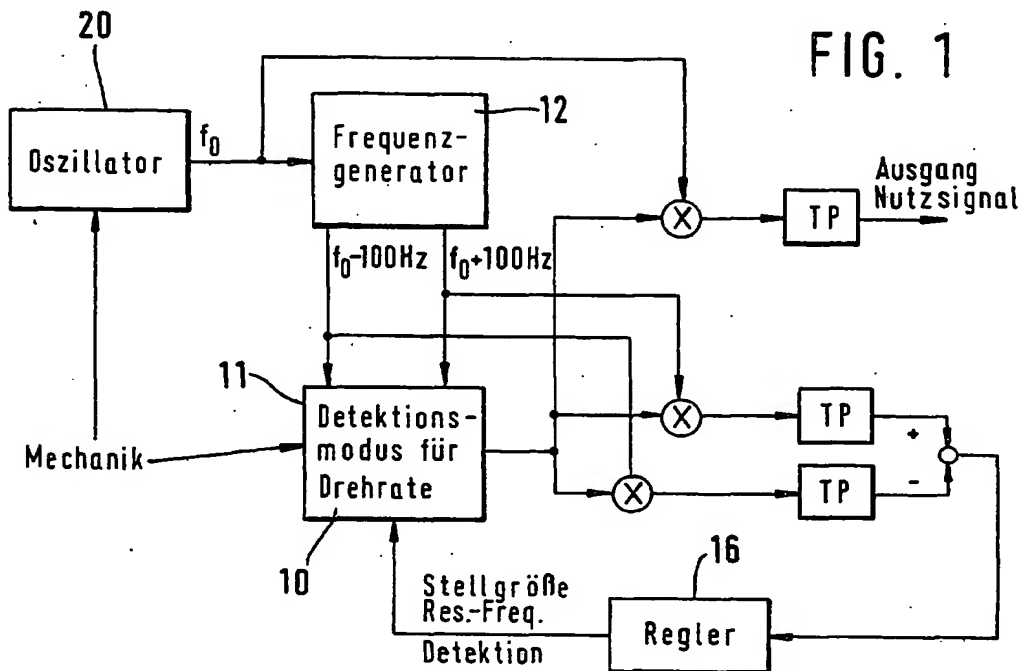 FIG. 1
20
Oszillator
f0
12
Frequenz-
generator
X
TP
Ausgang
Nutzsignal
f0-100Hz
f0+100Hz
11
Detektions-
modus für
Drehrate
10
Mechanik
X
TP
+
X
TP
-
Stellgröße
Res.-Freq.
Detektion
16
Regler